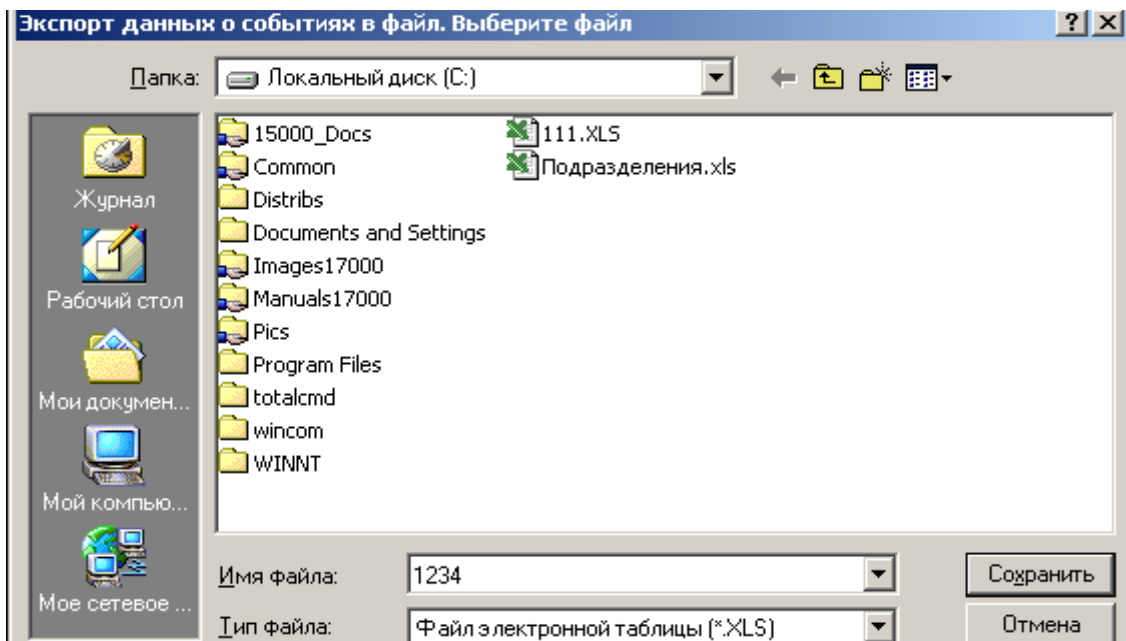 Экспорт данных о событиях в файл. Выберите файл
Папка: Локальный диск (C:)
Журнал
Рабочий стол
Мои докумен...
Мой компью...
Мое сетевое ...
15000_Docs
Common
Distribs
Documents and Settings
Images17000
Manuals17000
Pics
Program Files
totalcmd
wincom
WINNT
111.XLS
Подразделения.xls
Имя файла: 1234 Сохранить
Тип файла: Файл электронной таблицы (*.XLS) Отмена